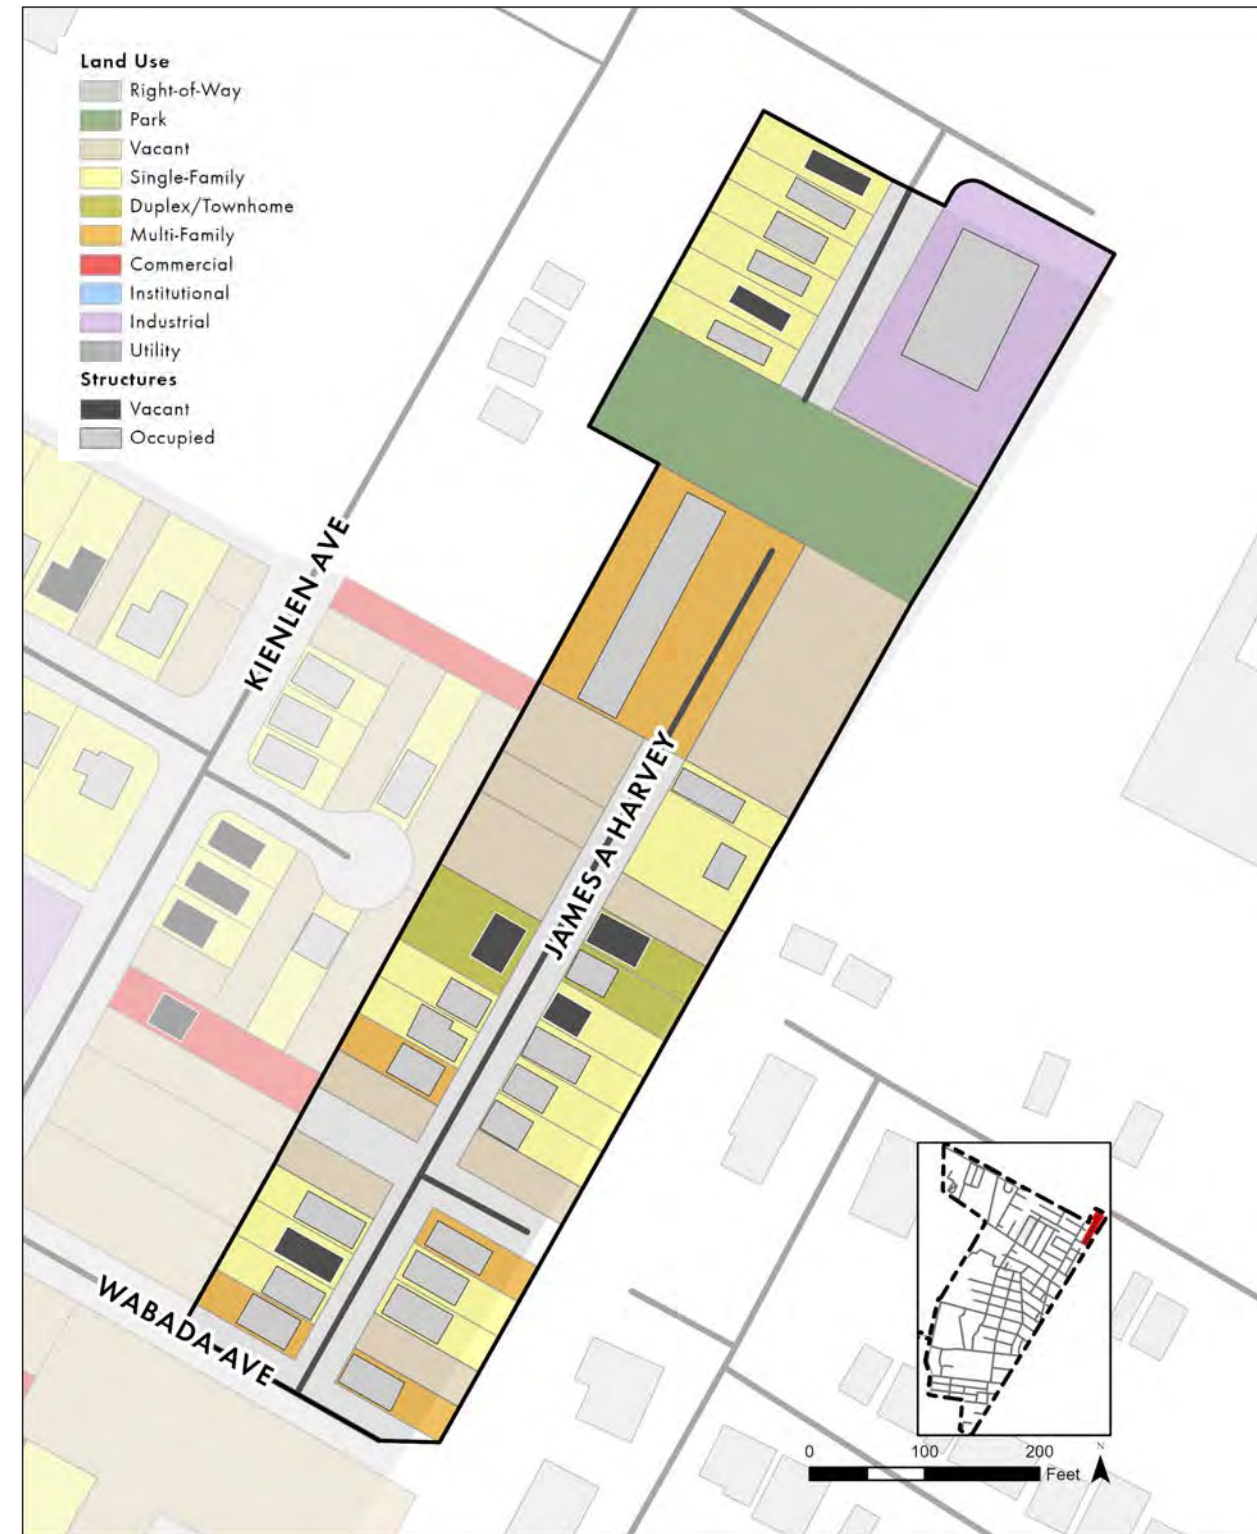 Land Use
Right-of-Way
Park
Vacant
Single-Family
Duplex/Townhome
Multi-Family
Commercial
Institutional
Industrial
Utility
Structures
Vacant
Occupied
KIENLEN AVE
JAMES A HARVEY
WABADA AVE
0 100 200
Feet
N